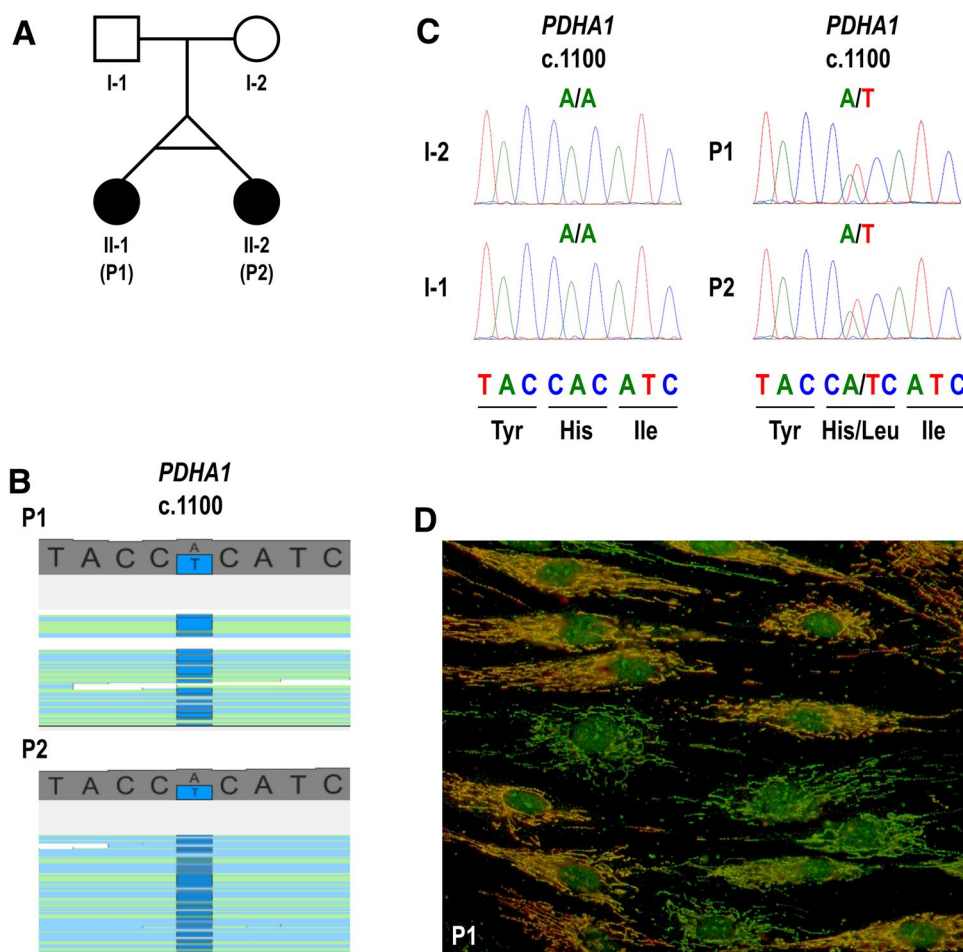 A
I-1
I-2
II-1
(P1)
II-2
(P2)
B
PDHA1
c.1100
P1
A
T A C C T C A T C
P2
A
T A C C T C A T C
C
PDHA1
c.1100
A/A
I-2
A/A
I-1
T A C C A C A T C
Tyr His Ile
PDHA1
c.1100
A/T
P1
A/T
P2
T A C C A/T C A T C
Tyr His/Leu Ile
D
P1